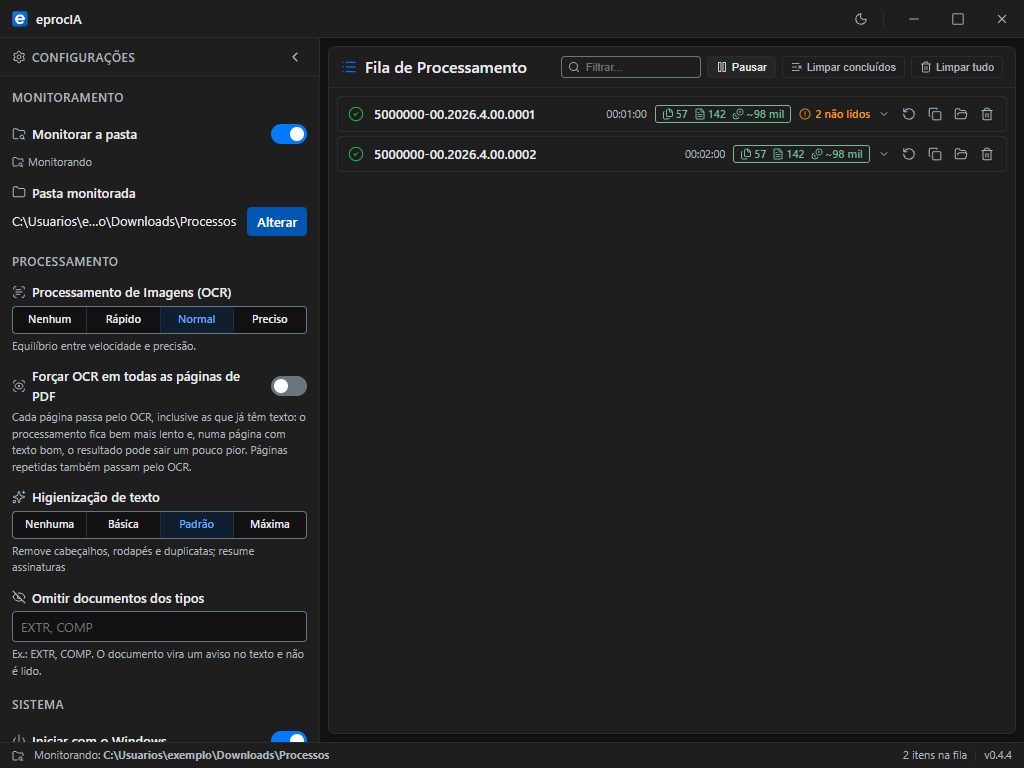 eprocIA
CONFIGURAÇÕES
MONITORAMENTO
Monitorar a pasta
Monitorando
Pasta monitorada
C:\Usuarios\e...o\Downloads\Processos
Alterar
PROCESSAMENTO
Processamento de Imagens (OCR)
Nenhum Rápido Normal Preciso
Equilíbrio entre velocidade e precisão.
Forçar OCR em todas as páginas de
PDF
Cada página passa pelo OCR, inclusive as que já têm texto: o
processamento fica bem mais lento e, numa página com
texto bom, o resultado pode sair um pouco pior. Páginas
repetidas também passam pelo OCR.
Higienização de texto
Nenhuma Básica Padrão Máxima
Remove cabeçalhos, rodapés e duplicatas; resume
assinaturas
Omitir documentos dos tipos
EXTR, COMP
Ex.: EXTR, COMP. O documento vira um aviso no texto e não
é lido.
SISTEMA
Iniciar com o Windows
Fila de Processamento
Filtrar...
Pausar
Limpar concluídos
Limpar tudo
5000000-00.2026.4.00.0001 00:01:00 57 142 ~98 mil 2 não lidos
5000000-00.2026.4.00.0002 00:02:00 57 142 ~98 mil
Monitorando: C:\Usuarios\exemplo\Downloads\Processos
2 itens na fila v0.4.4